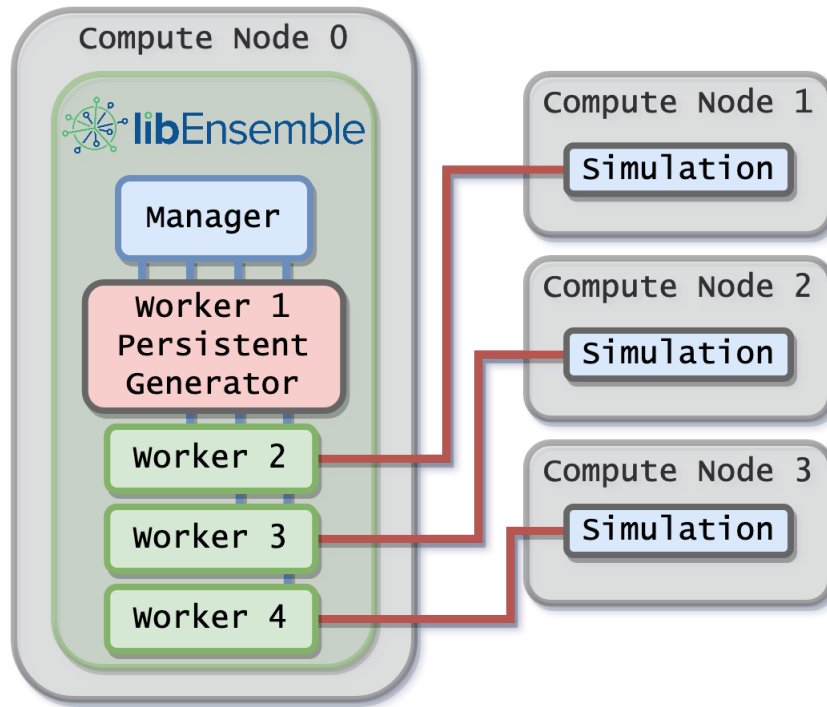 Compute Node 0
libEnsemble
Manager
Worker 1
Persistent
Generator
Worker 2
Worker 3
Worker 4
Compute Node 1
Simulation
Compute Node 2
Simulation
Compute Node 3
Simulation